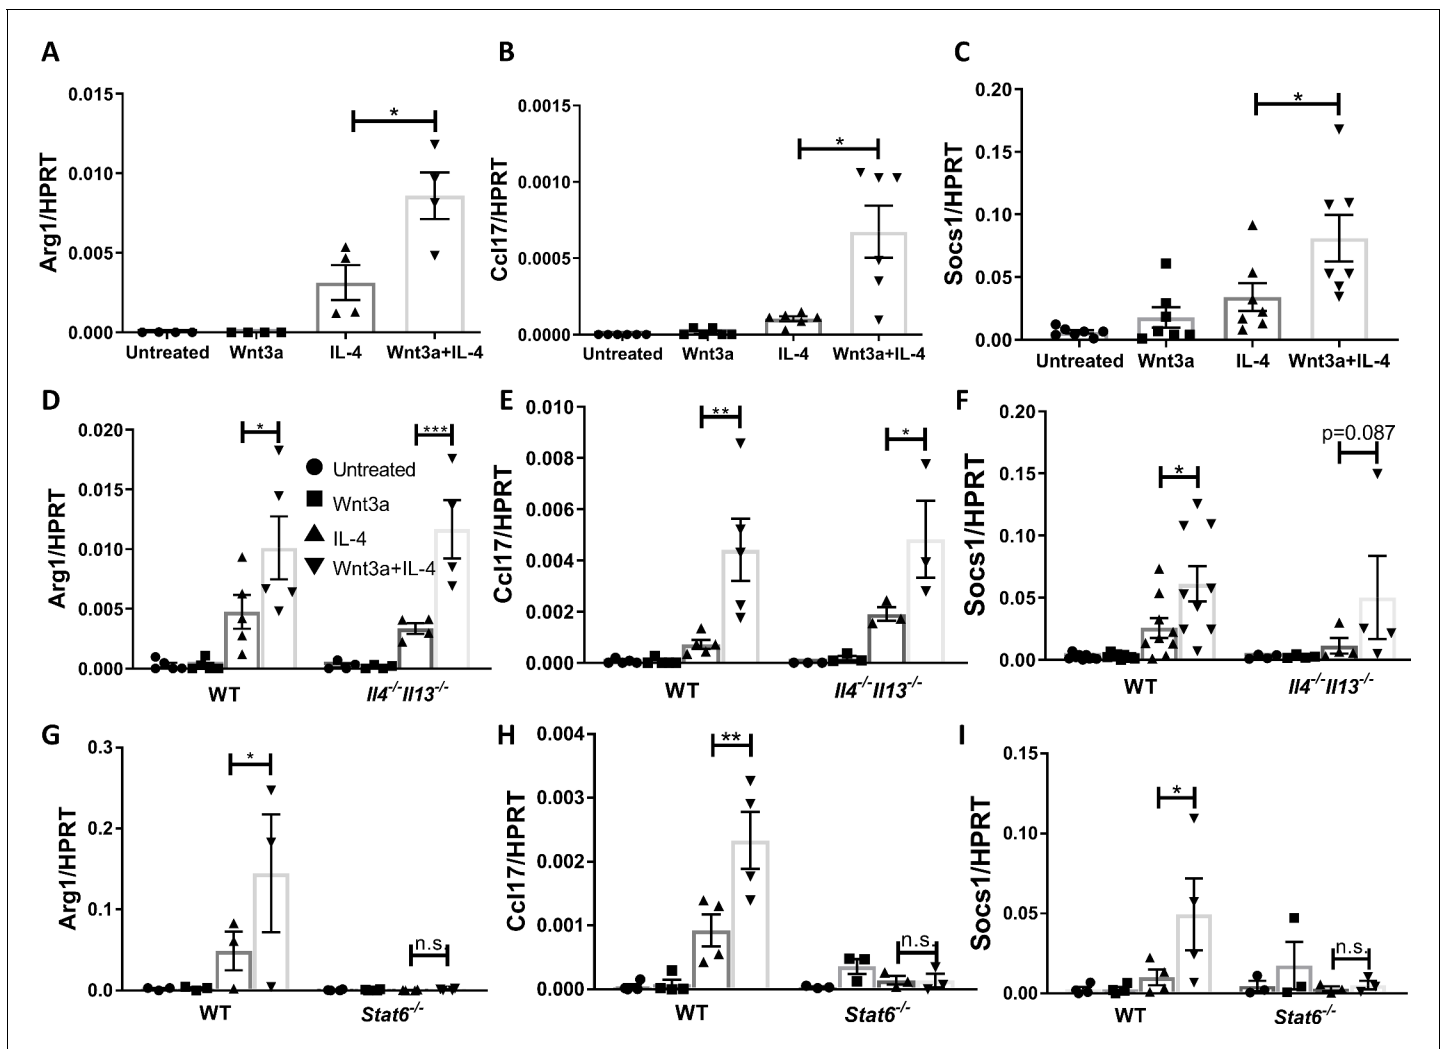 A
B
C
0.015
0.010
0.005
0.000
Arg1/HPRT
*
Untreated
Wnt3a
IL-4
Wnt3a+IL-4
0.0015
0.0010
0.0005
0.0000
Ccl17/HPRT
*
Untreated
Wnt3a
IL-4
Wnt3a+IL-4
0.20
0.15
0.10
0.05
0.00
Socs1/HPRT
*
Untreated
Wnt3a
IL-4
Wnt3a+IL-4
D
E
F
0.020
0.015
0.010
0.005
0.000
Arg1/HPRT
*
***
Untreated
Wnt3a
IL-4
Wnt3a+IL-4
WT
Il4-/-Il13-/-
0.010
0.008
0.006
0.004
0.002
0.000
Ccl17/HPRT
**
*
WT
Il4-/-Il13-/-
0.20
0.15
0.10
0.05
0.00
Socs1/HPRT
*
p=0.087
WT
Il4-/-Il13-/-
G
H
I
0.3
0.2
0.1
0.0
Arg1/HPRT
*
n.s.
WT
Stat6-/-
0.004
0.003
0.002
0.001
0.000
Ccl17/HPRT
**
n.s.
WT
Stat6-/-
0.15
0.10
0.05
0.00
Socs1/HPRT
*
n.s.
WT
Stat6-/-